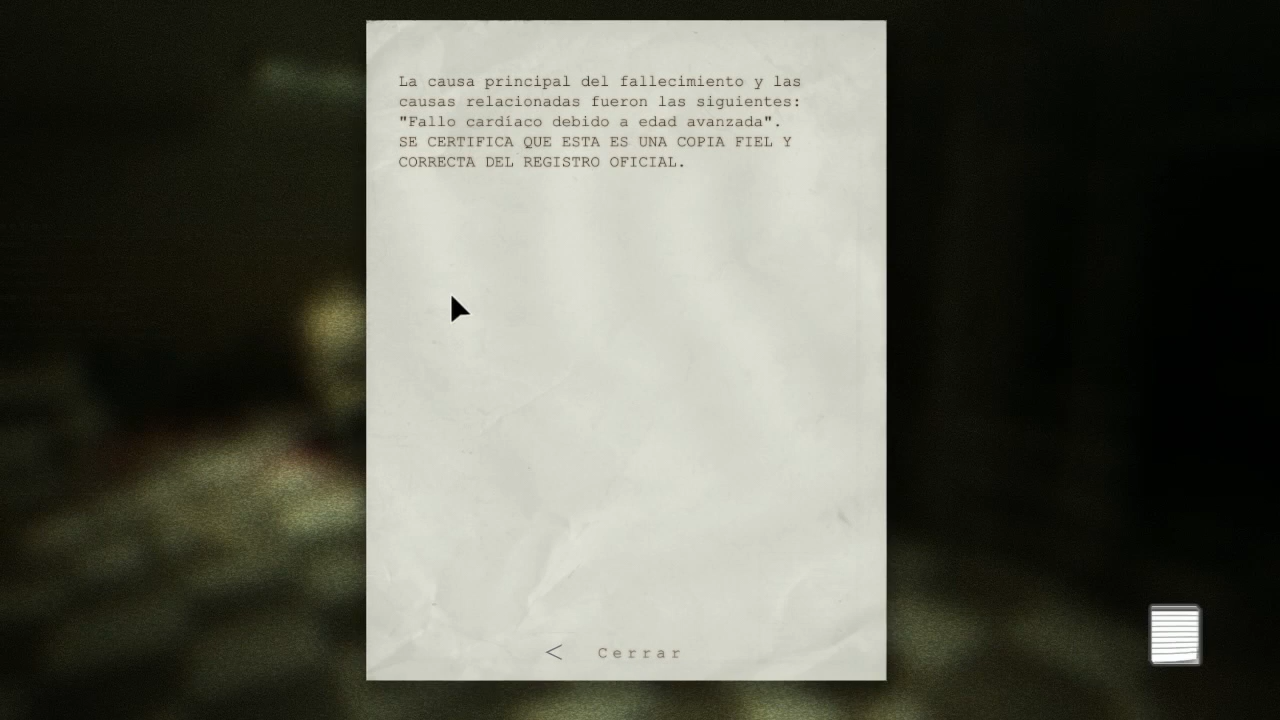 La causa principal del fallecimiento y las
causas relacionadas fueron las siguientes:
"Fallo cardíaco debido a edad avanzada".
SE CERTIFICA QUE ESTA ES UNA COPIA FIEL Y
CORRECTA DEL REGISTRO OFICIAL.
< Cerrar